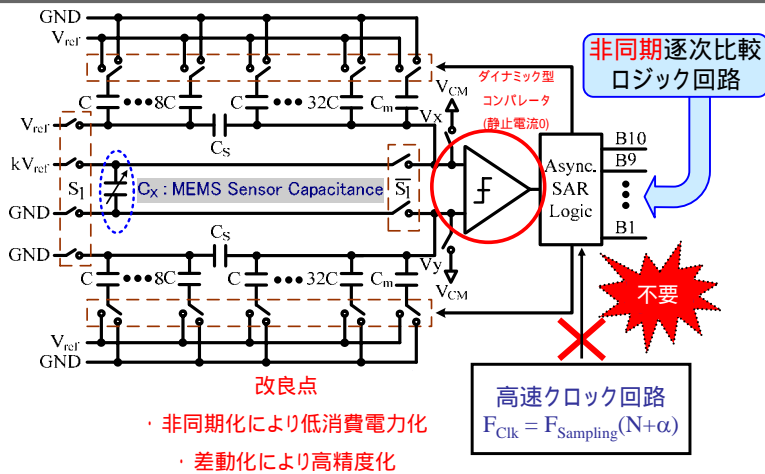 GND
Vref
C •••8C C •••32C Cm
Vref
CS
kVref
S1
CX : MEMS Sensor Capacitance
S1
GND
GND
CS
C •••8C C •••32C Cm
Vref
GND
ダイナミック型
コンパレータ
(静止電流0)
VCM
Vx
Vy
VCM
Async.
SAR
Logic
B10
B9
B1
非同期逐次比較
ロジック回路
不要
高速クロック回路
FClk = FSampling(N+α)
改良点
・非同期化により低消費電力化
・差動化により高精度化